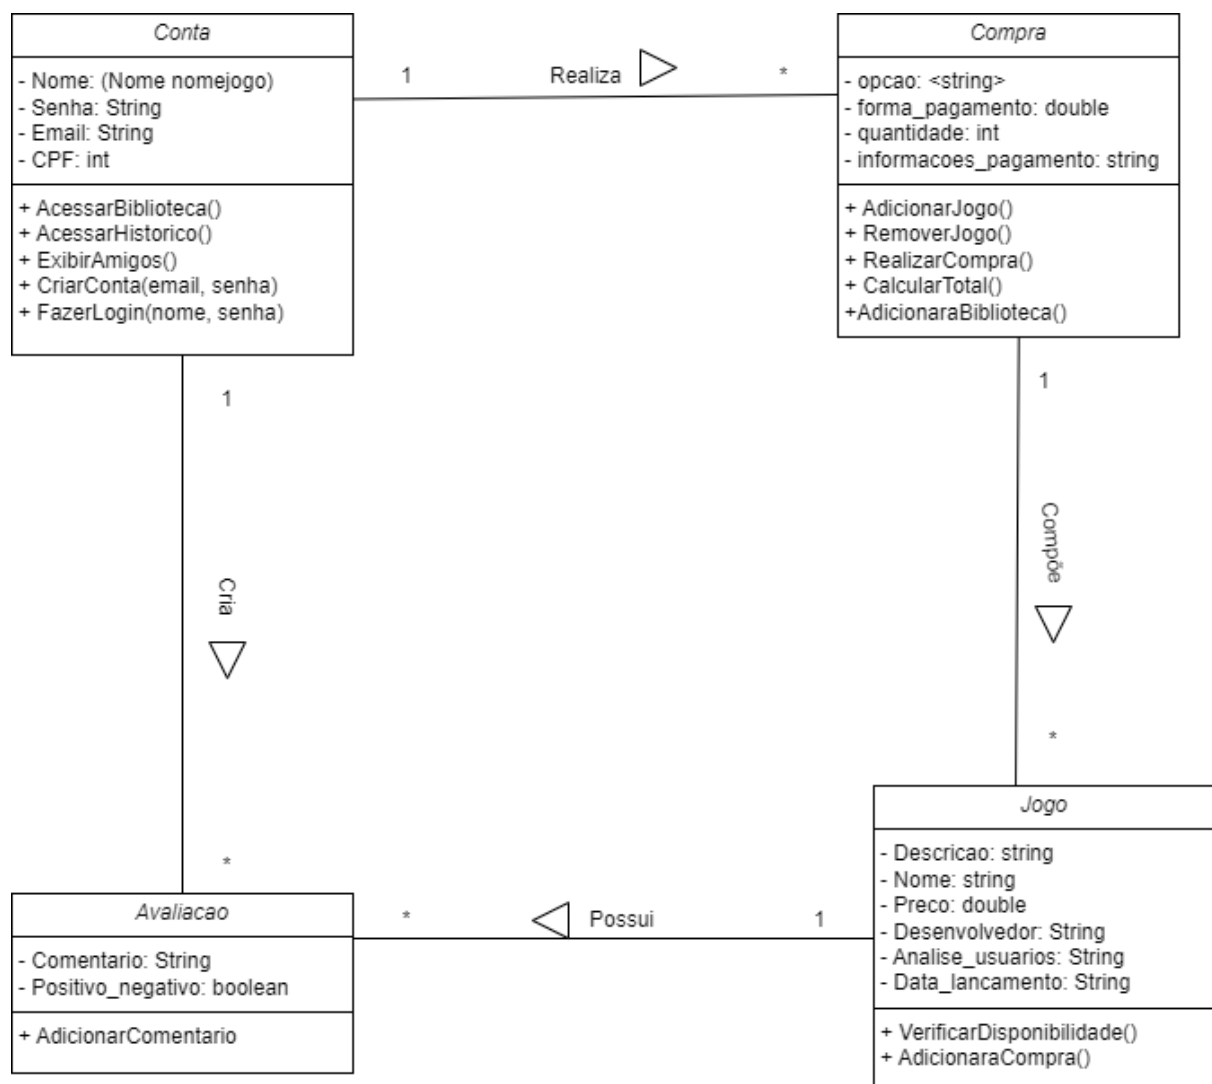 Conta
- Nome: (Nome nomejogo)
- Senha: String
- Email: String
- CPF: int
+ AcessarBiblioteca()
+ AcessarHistorico()
+ ExibirAmigos()
+ CriarConta(email, senha)
+ FazerLogin(nome, senha)
1
Realiza
*
Compra
- opcao: <string>
- forma_pagamento: double
- quantidade: int
- informacoes_pagamento: string
+ AdicionarJogo()
+ RemoverJogo()
+ RealizarCompra()
+ CalcularTotal()
+AdicionaraBiblioteca()
1
Cria
*
1
Compõe
*
Avaliacao
- Comentario: String
- Positivo_negativo: boolean
+ AdicionarComentario
*
Possui
1
Jogo
- Descricao: string
- Nome: string
- Preco: double
- Desenvolvedor: String
- Analise_usuarios: String
- Data_lancamento: String
+ VerificarDisponibilidade()
+ AdicionaraCompra()